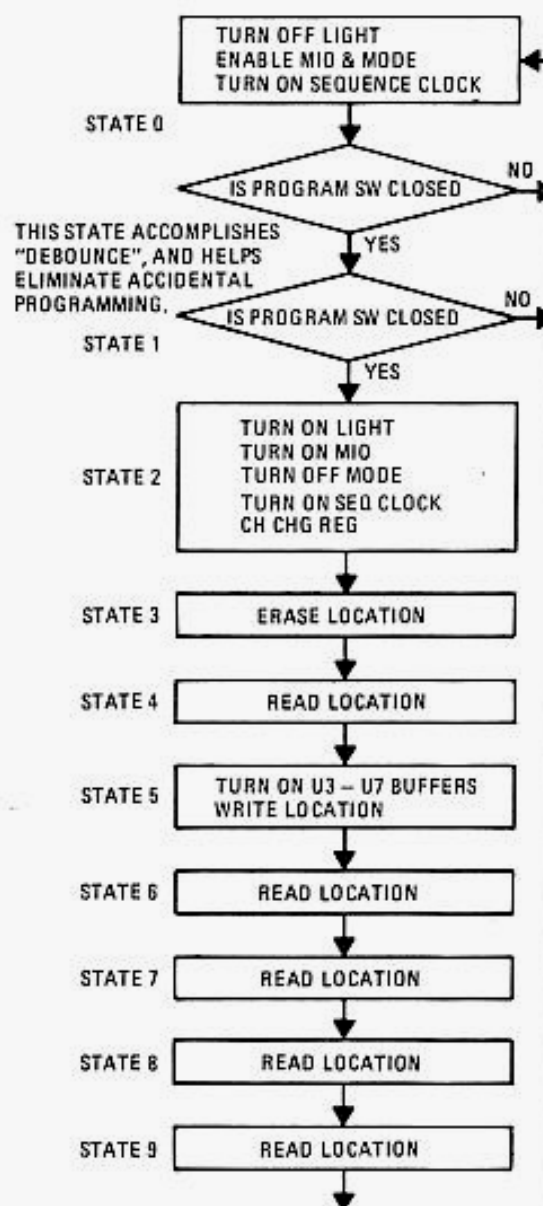 TURN OFF LIGHT
ENABLE MIO & MODE
TURN ON SEQUENCE CLOCK
STATE 0
IS PROGRAM SW CLOSED
NO
YES
THIS STATE ACCOMPLISHES
"DEBOUNCE", AND HELPS
ELIMINATE ACCIDENTAL
PROGRAMMING.
IS PROGRAM SW CLOSED
NO
STATE 1
YES
TURN ON LIGHT
TURN ON MIO
TURN OFF MODE
TURN ON SEQ CLOCK
CH CHG REG
STATE 2
STATE 3
ERASE LOCATION
STATE 4
READ LOCATION
STATE 5
TURN ON U3 – U7 BUFFERS
WRITE LOCATION
STATE 6
READ LOCATION
STATE 7
READ LOCATION
STATE 8
READ LOCATION
STATE 9
READ LOCATION